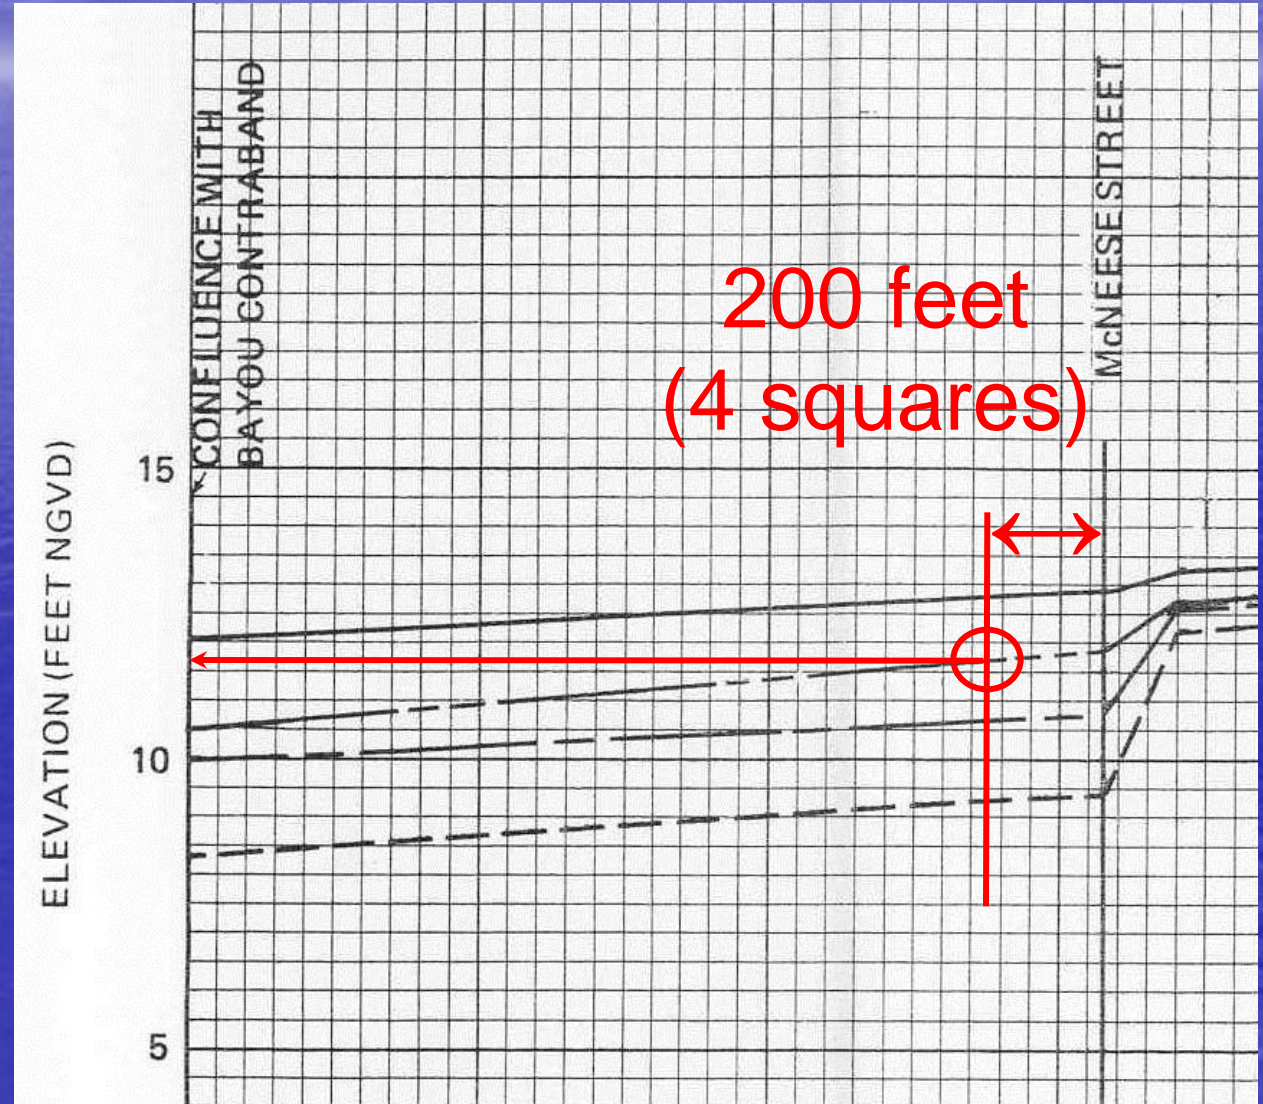 CONFLUENCE WITH
BAYOU CONTRABAND
McNEESE STREET
200 feet
(4 squares)
ELEVATION (FEET NGVD)
15
10
5